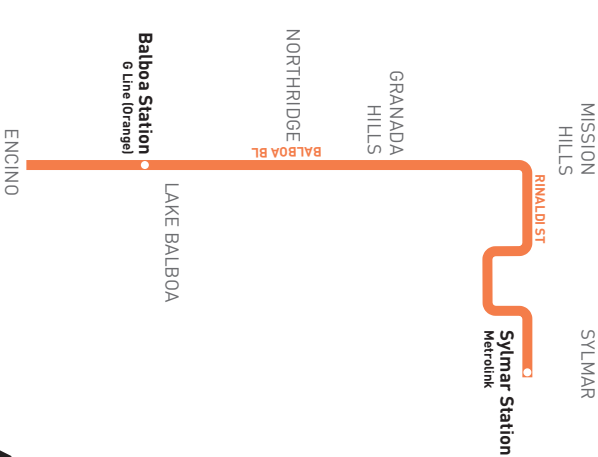 MISSION
HILLS
SYLMAR
RINALDI ST
Sylmar Station
Metrolink
GRANADA
HILLS
NORTHRIDGE
BALBOA BL
LAKE BALBOA
Balboa Station
G Line (Orange)
ENCINO